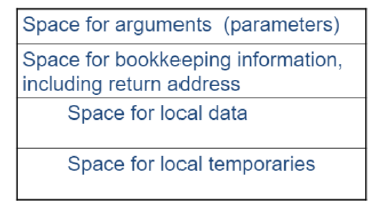 Space for arguments (parameters)
Space for bookkeeping information,
including return address
Space for local data
Space for local temporaries